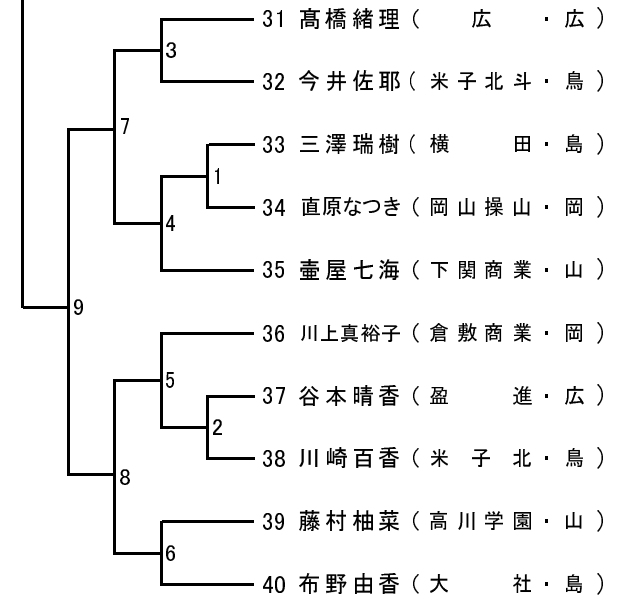 31 髙橋緒理（ 広 ・ 広 ）
3
32 今井佐耶（ 米子北斗 ・ 鳥 ）
7
33 三澤瑞樹（ 横 田 ・ 島 ）
1
34 直原なつき（ 岡山操山 ・ 岡 ）
4
35 壷屋七海（ 下関商業 ・ 山 ）
9
36 川上真裕子（ 倉敷商業 ・ 岡 ）
5
37 谷本晴香（ 盈 進 ・ 広 ）
2
38 川崎百香（ 米子北 ・ 鳥 ）
8
39 藤村柚菜（ 高川学園 ・ 山 ）
6
40 布野由香（ 大 社 ・ 島 ）